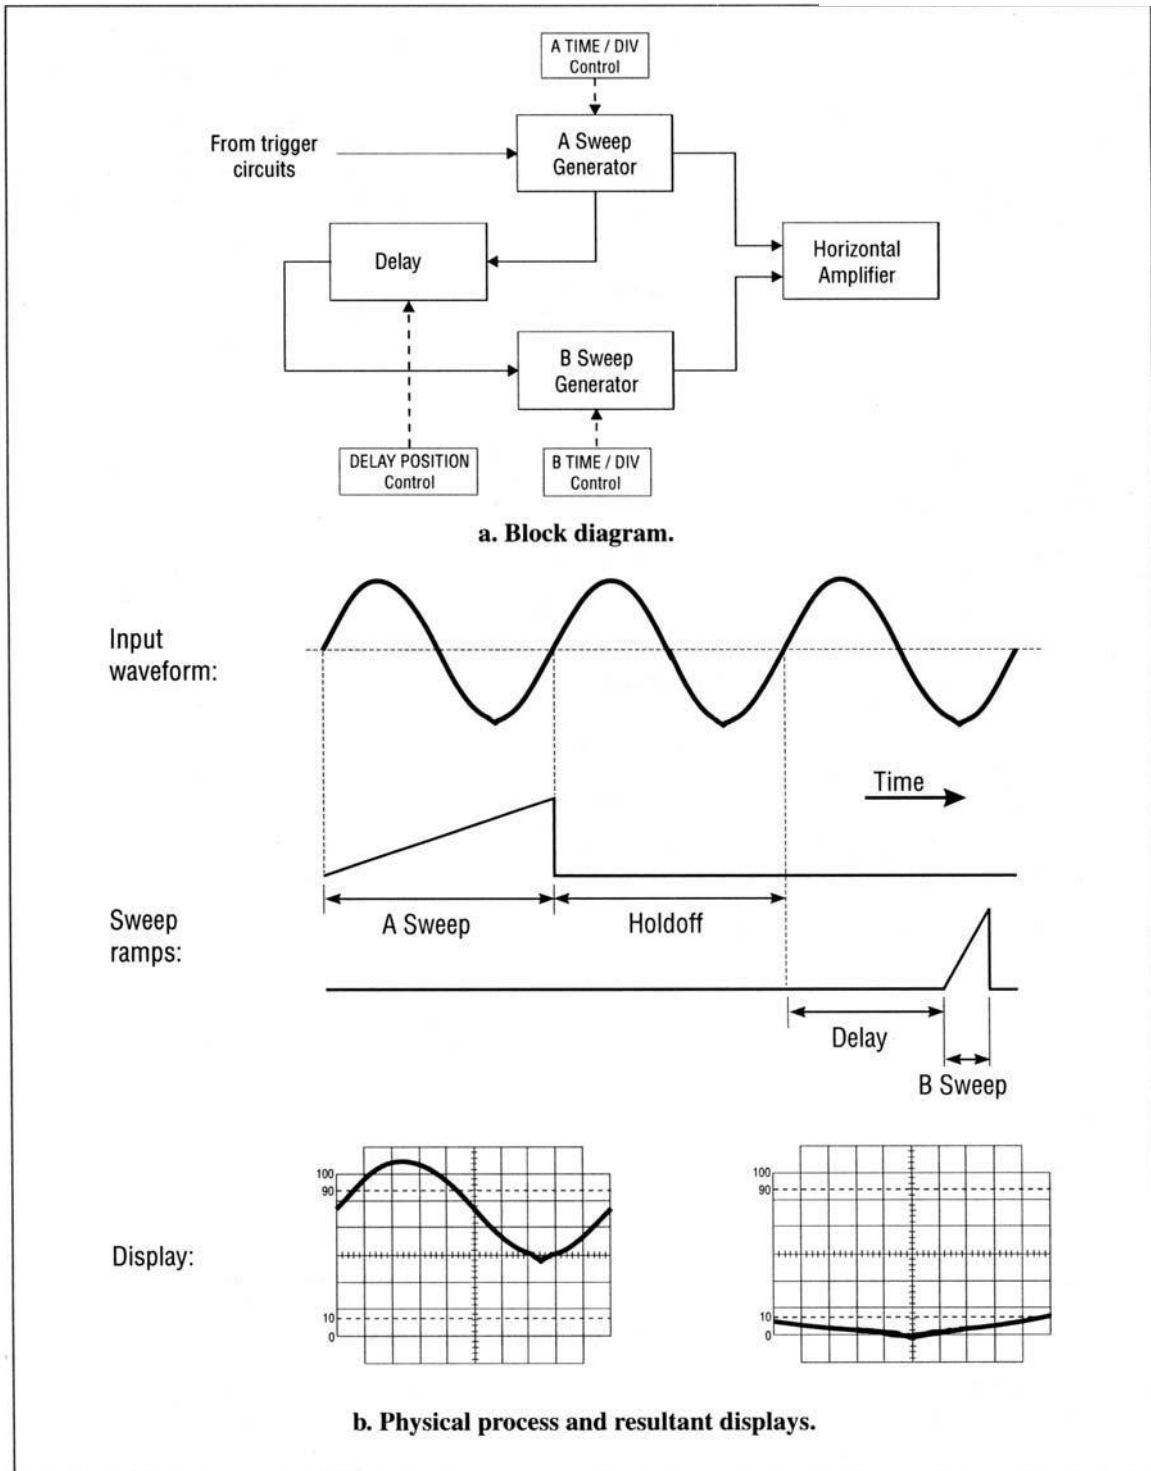 A TIME / DIV
Control
From trigger
circuits
A Sweep
Generator
Delay
Horizontal
Amplifier
B Sweep
Generator
DELAY POSITION
Control
B TIME / DIV
Control
a. Block diagram.
Input
waveform:
Time
A Sweep
Holdoff
Sweep
ramps:
Delay
B Sweep
Display:
100
90
10
0
100
90
10
0
b. Physical process and resultant displays.